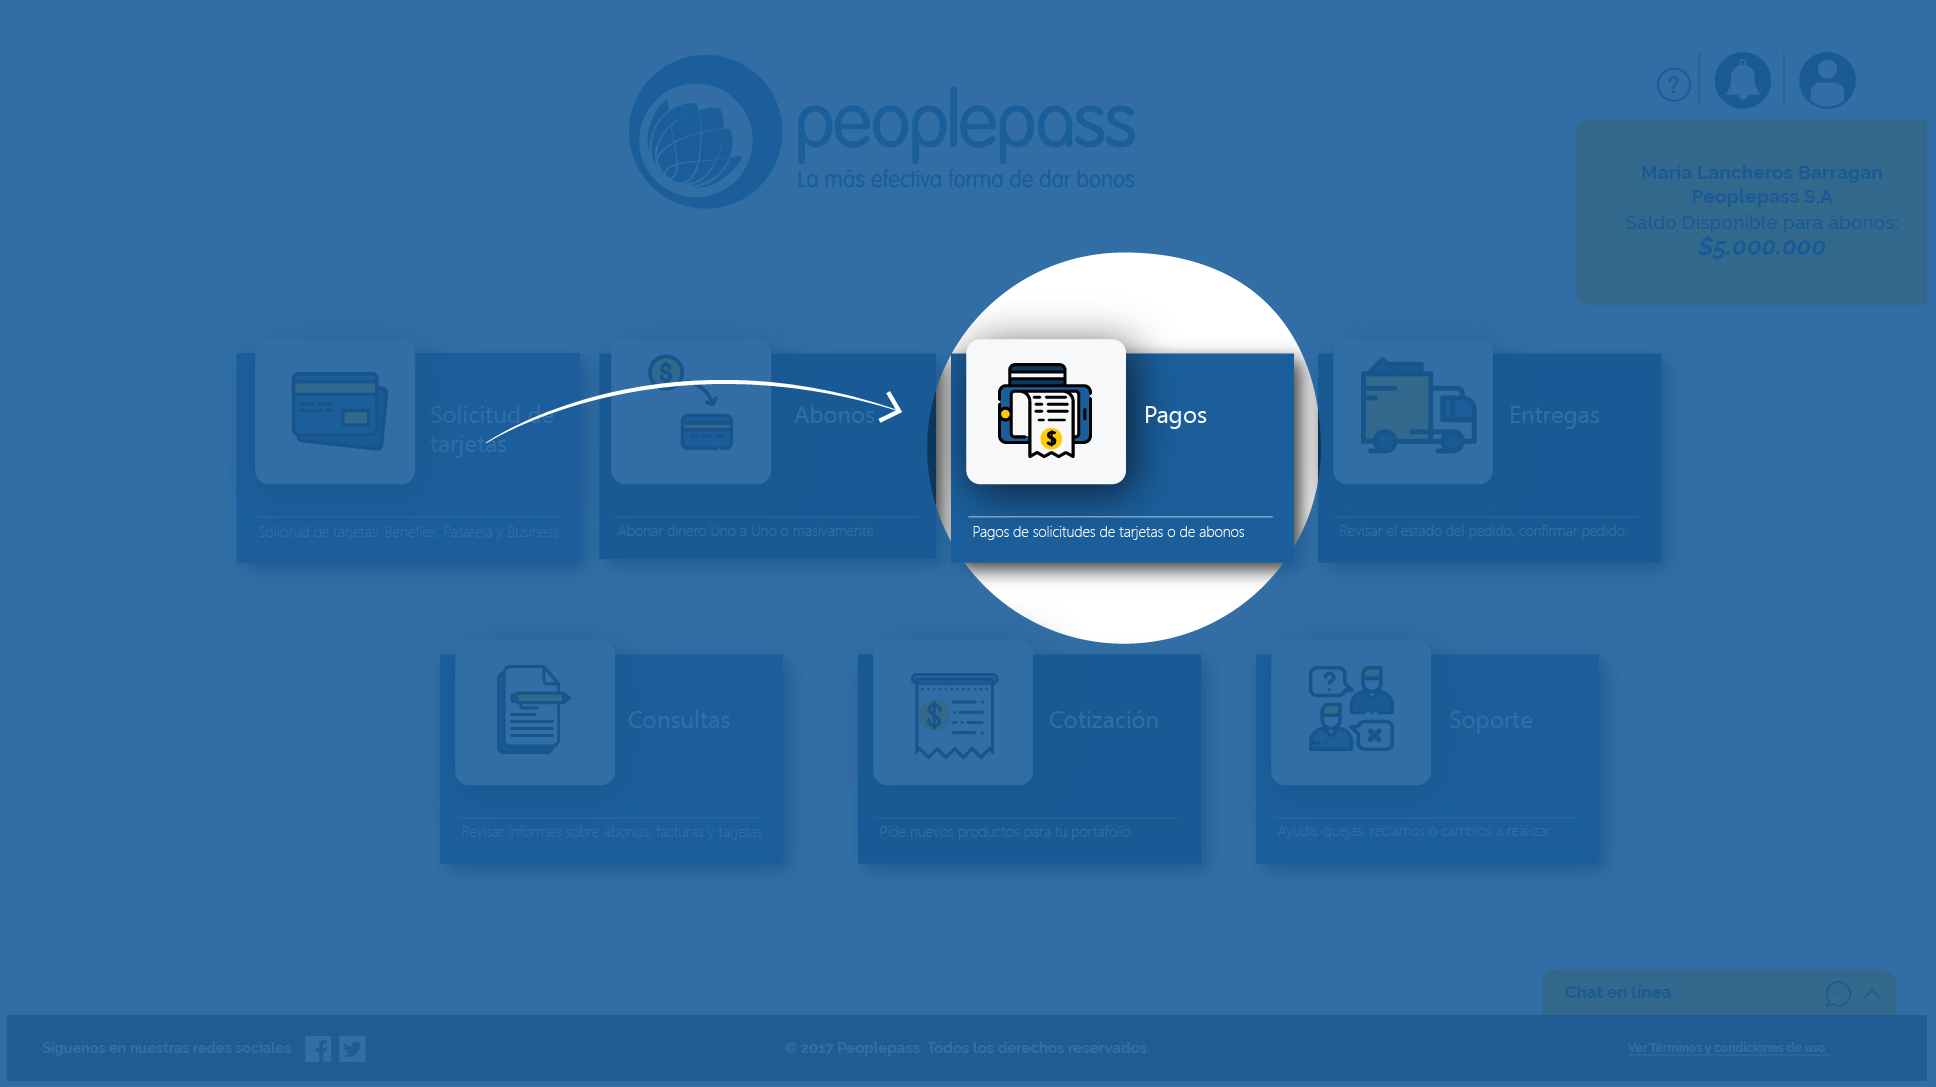 peoplepass
La más efectiva forma de dar bonos
?
María Lancheros Barragan
Peoplepass S.A
Saldo Disponible para abonos:
$5.000.000
Solicitud de
tarjetas
Solicitud de tarjetas, Beneflex, Pasarela y Business
$
Abonos
Abonar dinero Uno a Uno o masivamente
$
Pagos
Pagos de solicitudes de tarjetas o de abonos
Entregas
Revisar el estado del pedido, confirmar pedido.
Consultas
Revisar informes sobre abonos, facturas y tarjetas
$
Cotización
Pide nuevos productos para tu portafolio
?
Soporte
Ayuda, quejas, reclamos o cambios a realizar
Chat en linea
Síguenos en nuestras redes sociales
© 2017 Peoplepass. Todos los derechos reservados.
Ver Términos y condiciones de uso